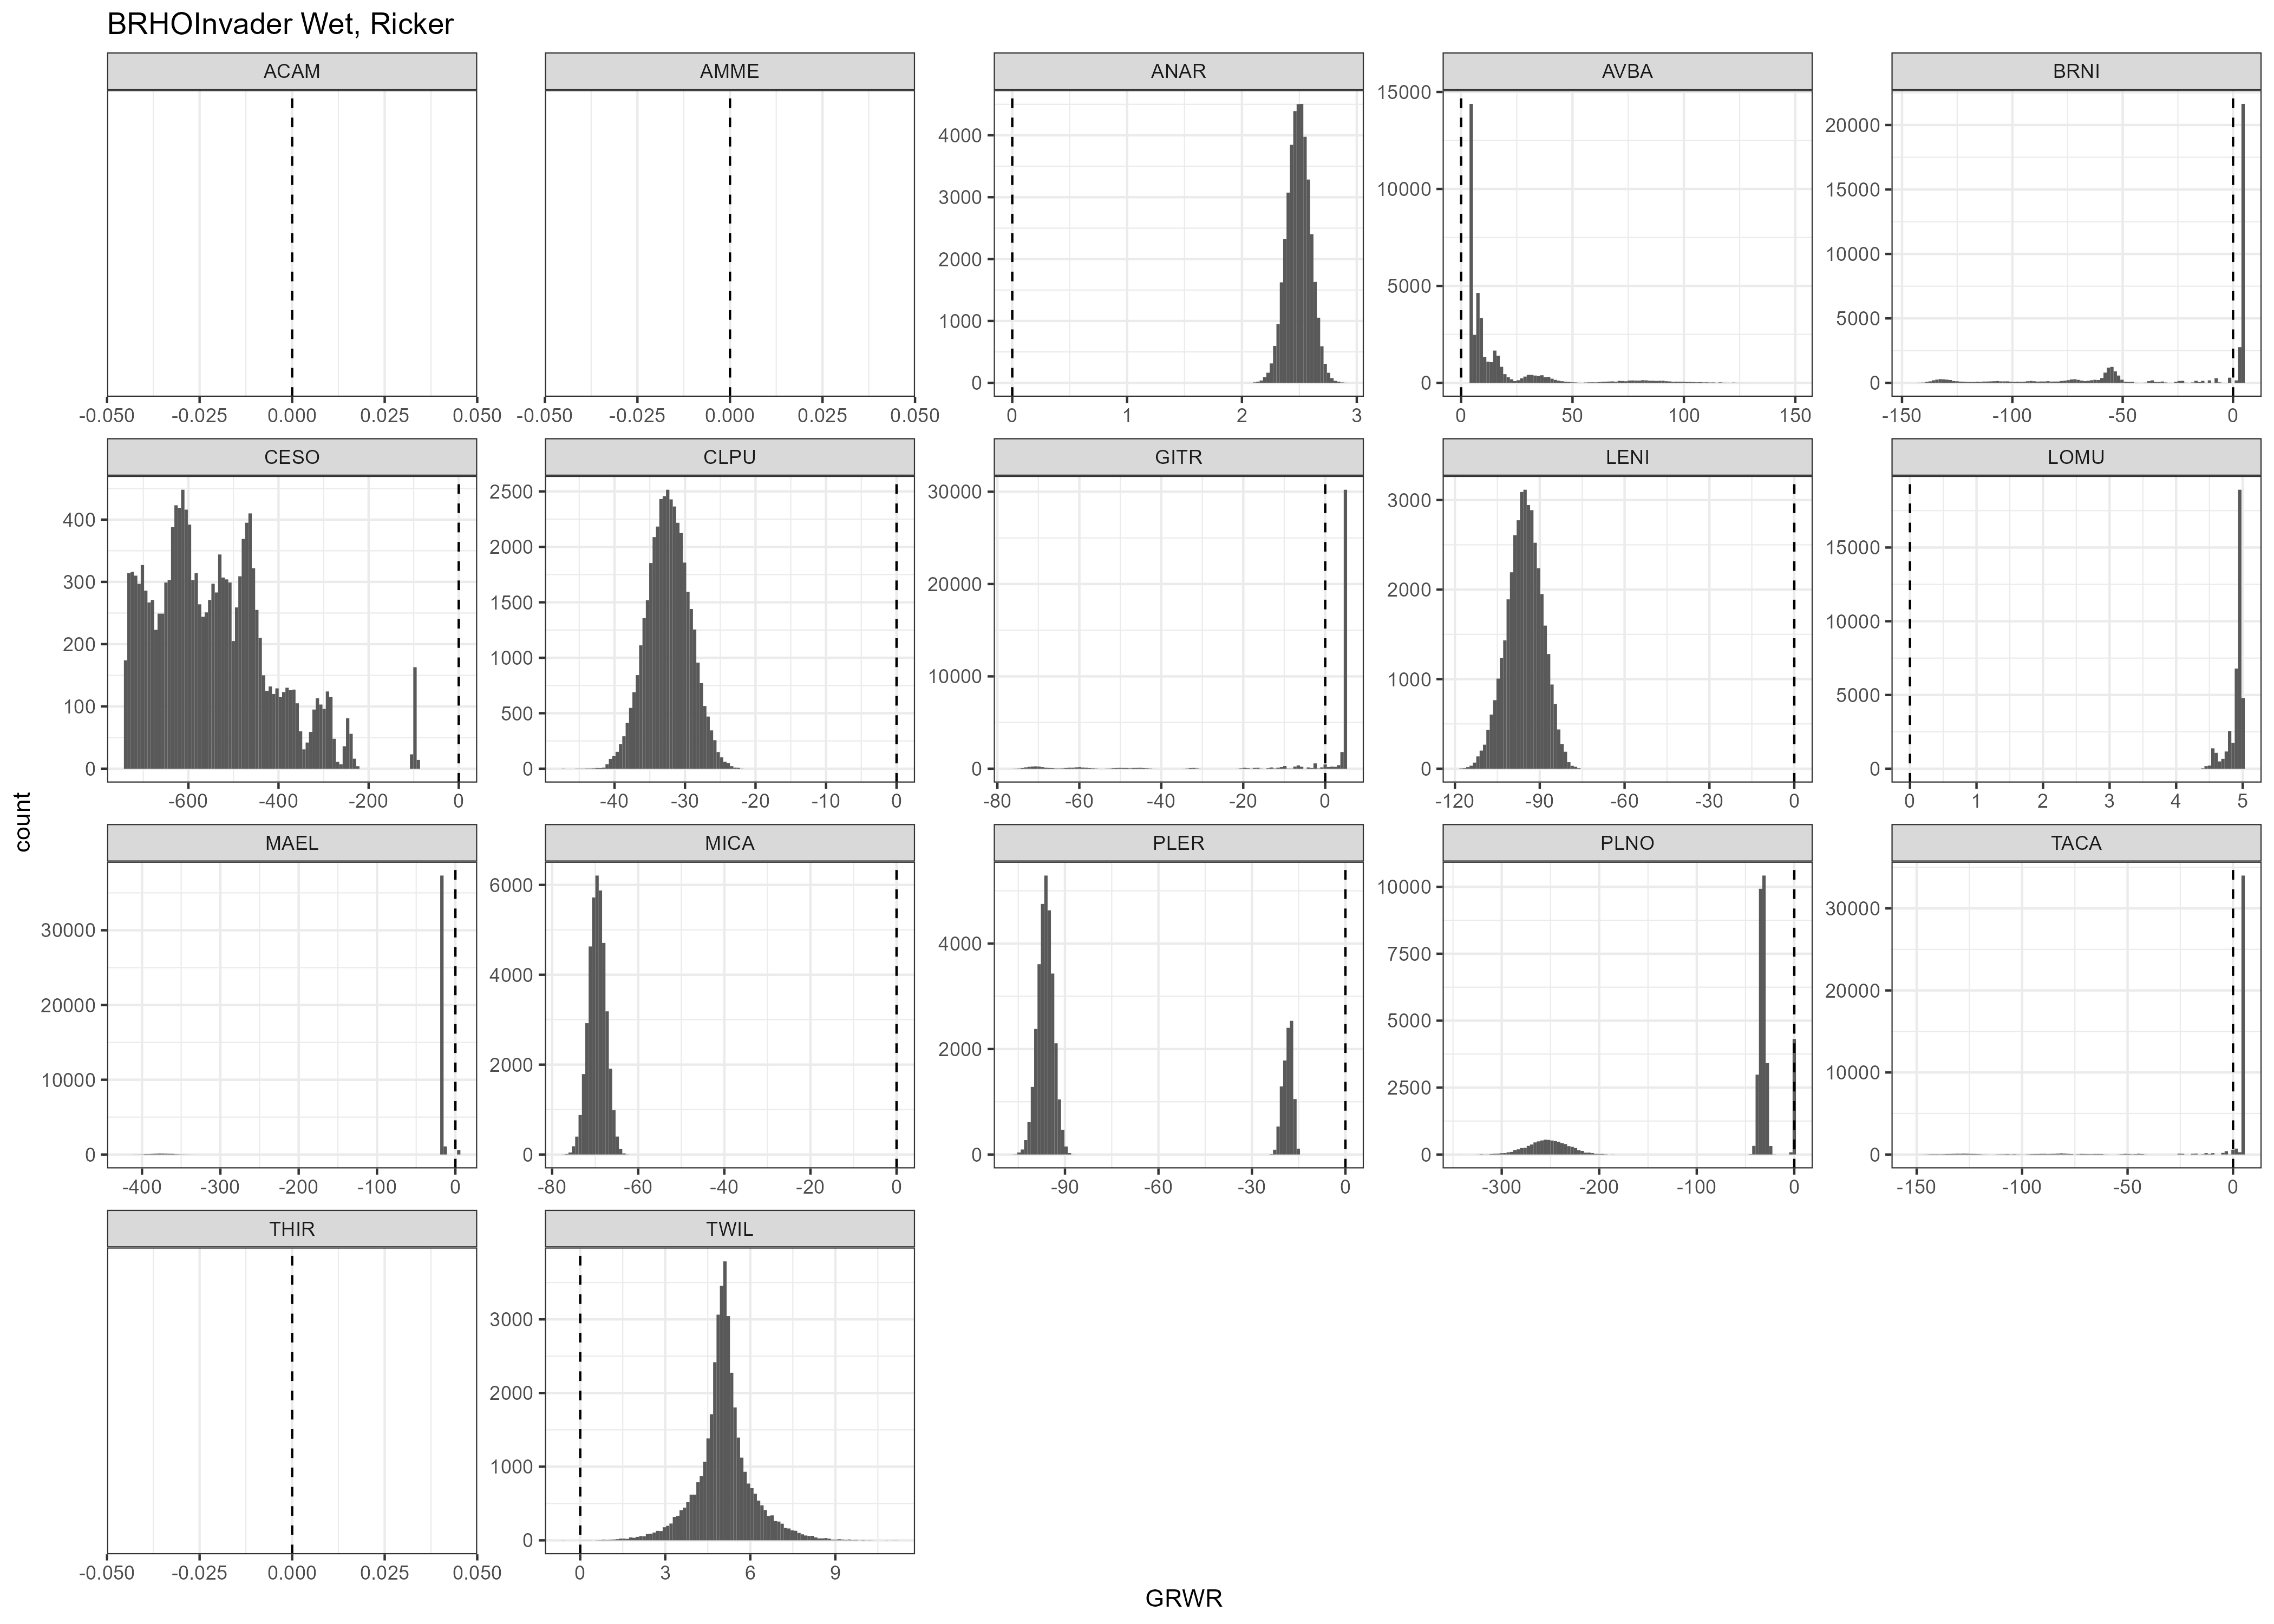 BRHOInvader Wet, Ricker
ACAM
AMME
ANAR
AVBA
BRNI
4000
3000
2000
1000
0
15000
10000
5000
0
20000
15000
10000
5000
0
-0.050 -0.025 0.000 0.025 0.050
-0.050 -0.025 0.000 0.025 0.050
0 1 2 3
0 50 100 150
-150 -100 -50 0
CESO
CLPU
GITR
LENI
LOMU
400
300
200
100
0
2500
2000
1500
1000
500
0
30000
20000
10000
0
3000
2000
1000
0
15000
10000
5000
0
-600 -400 -200 0
-40 -30 -20 -10 0
-80 -60 -40 -20 0
-120 -90 -60 -30 0
0 1 2 3 4 5
count
MAEL
MICA
PLER
PLNO
TACA
30000
20000
10000
0
6000
4000
2000
0
4000
2000
0
10000
7500
5000
2500
0
30000
20000
10000
0
-400 -300 -200 -100 0
-80 -60 -40 -20 0
-90 -60 -30 0
-300 -200 -100 0
-150 -100 -50 0
THIR
TWIL
3000
2000
1000
0
-0.050 -0.025 0.000 0.025 0.050
0 3 6 9
GRWR